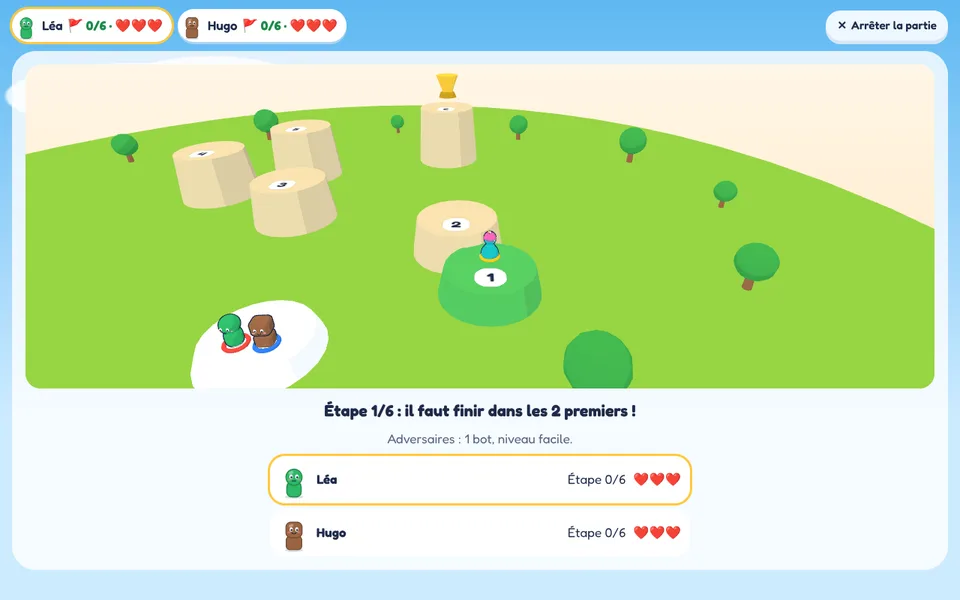 Léa 🚩 0/6 · ❤️❤️❤️
Hugo 🚩 0/6 · ❤️❤️❤️
✕ Arrêter la partie
4
3
2
1
Étape 1/6 : il faut finir dans les 2 premiers !
Adversaires : 1 bot, niveau facile.
Léa Étape 0/6 ❤️❤️❤️
Hugo Étape 0/6 ❤️❤️❤️